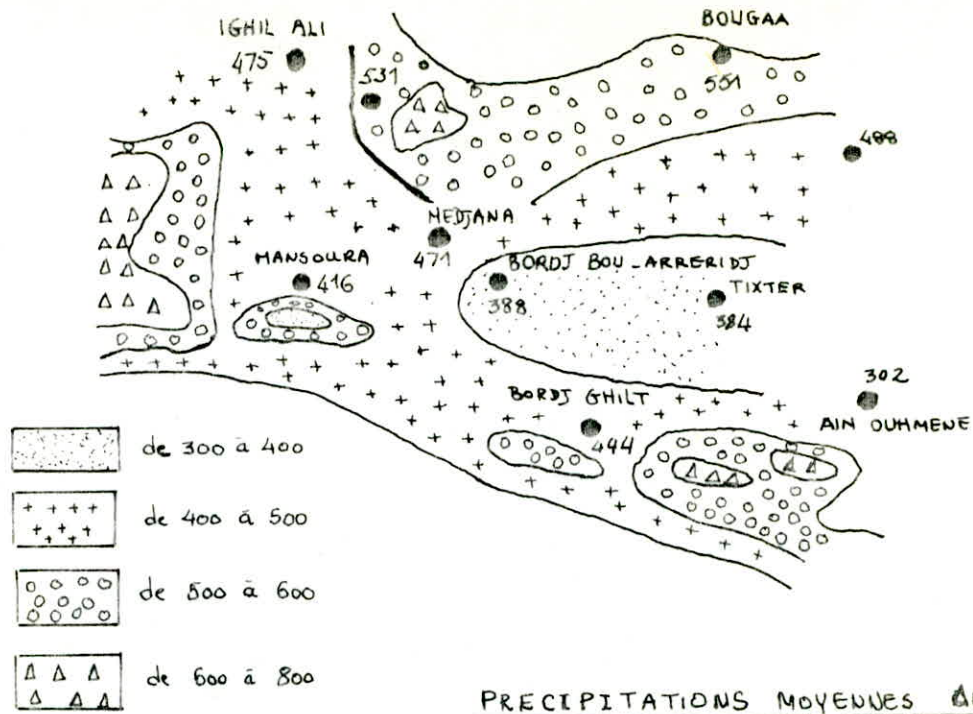 IGHIL ALI
475
BOUGAA
551
531
488
MEDJANA
471
MANSOURA
416
BORDJ BOU_ARRERIDJ
388
TIXTER
384
302
BORDJ GHILT
444
AIN OUHMENE
de 300 à 400
de 400 à 500
de 500 à 600
de 600 à 800
PRECIPITATIONS MOYENNES